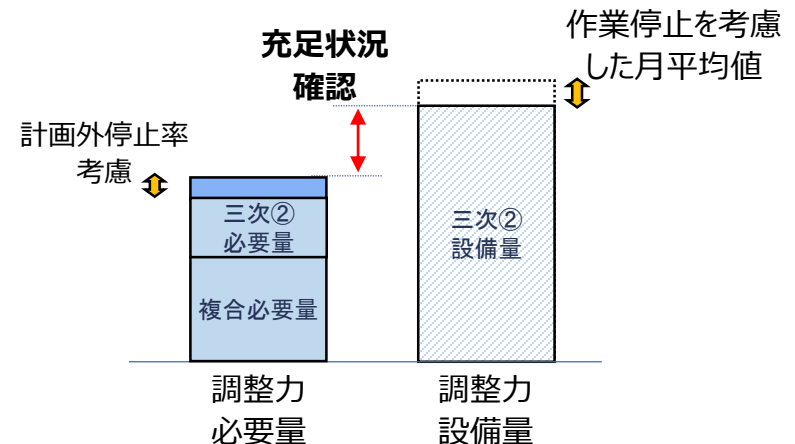 作業停止を考慮
した月平均値
充足状況
確認
計画外停止率
考慮
三次②
必要量
複合必要量
三次②
設備量
調整力
必要量
調整力
設備量